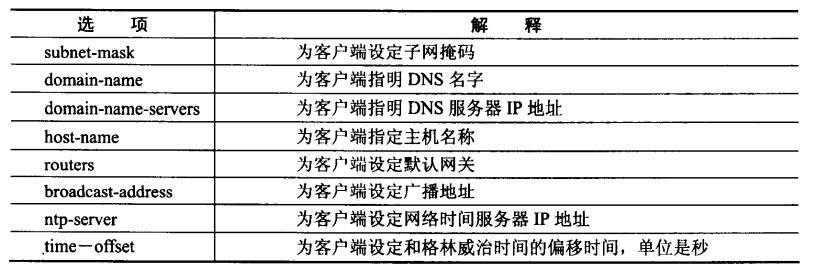 选 项 解 释
subnet-mask 为客户端设定子网掩码
domain-name 为客户端指明 DNS 名字
domain-name-servers 为客户端指明 DNS 服务器 IP 地址
host-name 为客户端指定主机名称
routers 为客户端设定默认网关
broadcast-address 为客户端设定广播地址
ntp-server 为客户端设定网络时间服务器 IP 地址
time－offset 为客户端设定和格林威治时间的偏移时间，单位是秒